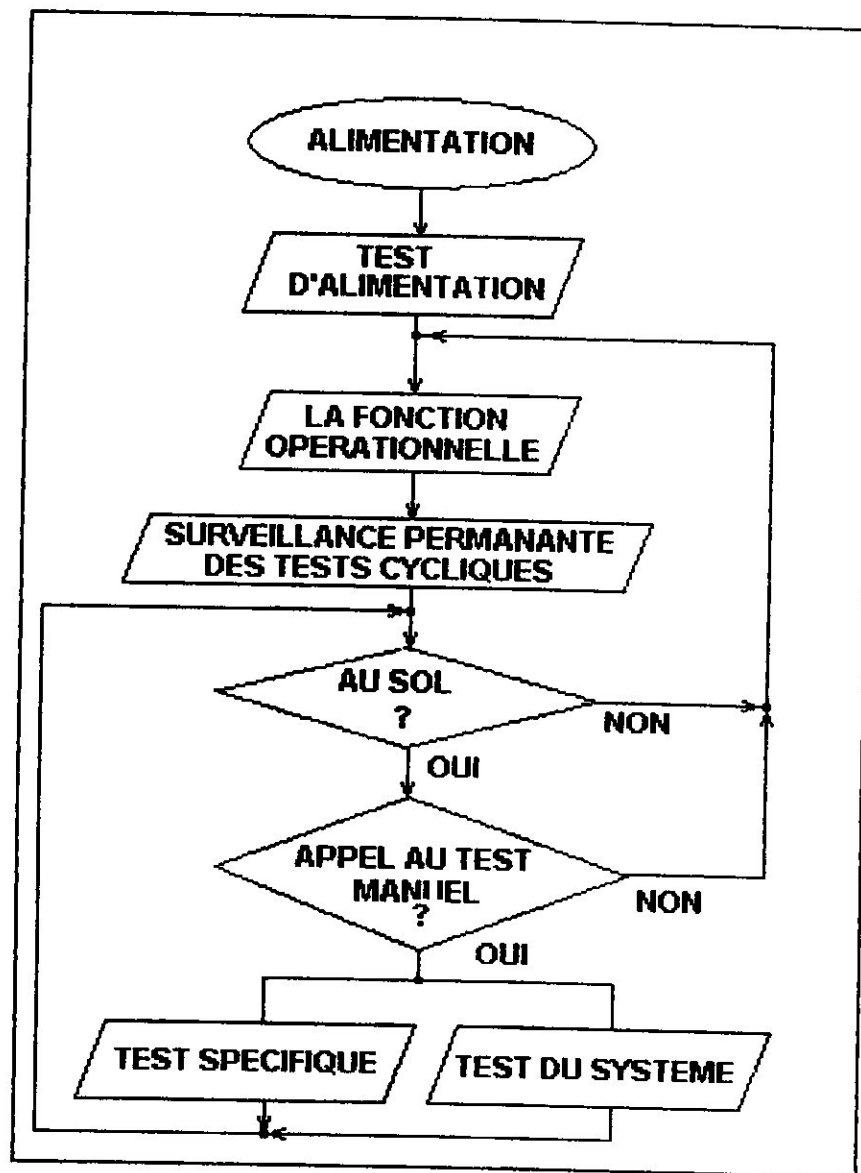 ALIMENTATION
TEST
D'ALIMENTATION
LA FONCTION
OPERATIONNELLE
SURVEILLANCE PERMANANTE
DES TESTS CYCLIQUES
AU SOL
?
NON
OUI
APPEL AU TEST
MANUEL
?
NON
OUI
TEST SPECIFIQUE
TEST DU SYSTEME